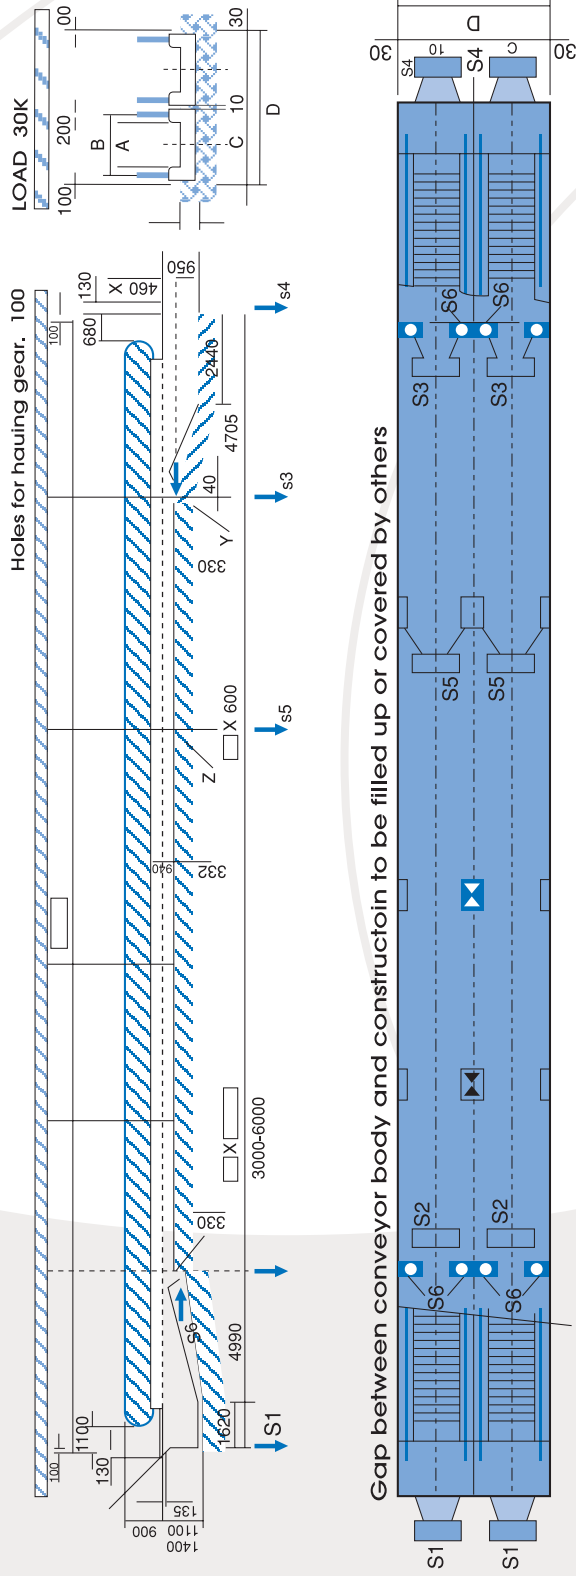 LOAD 30K
100
200
00
B
A
30
10
C
D
Holes for hauing gear. 100
100
130
680
460 X
950
s4
2440
4705
40
s3
Y
330
X 600
s5
Z
940
332
X
3000-6000
330
S6
4990
1620
S1
1100
100
130
135
900
1100
1400
Gap between conveyor body and constructoin to be filled up or covered by others
30
D
30
S4
10
S4
C
S6
S6
S3
S3
S5
S5
S2
S2
S6
S6
S1
S1